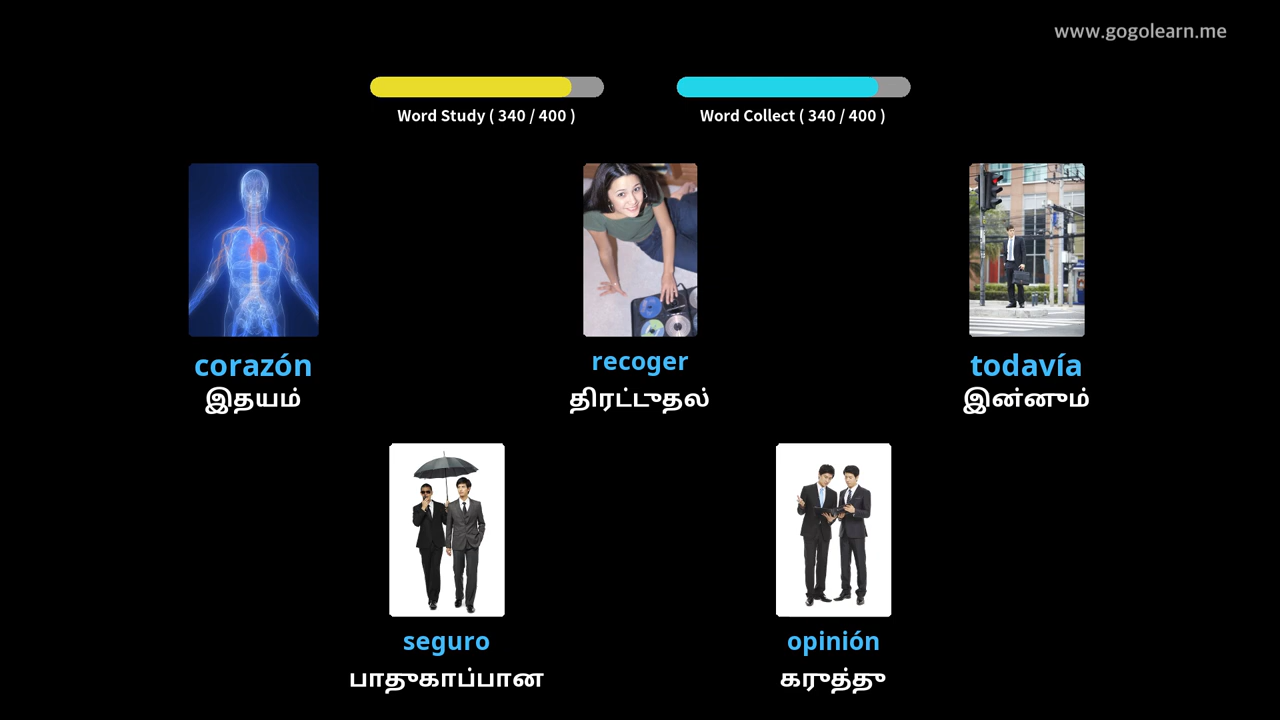 www.gogolearn.me
Word Study ( 340 / 400 )
Word Collect ( 340 / 400 )
corazón
இதயம்
recoger
திரட்டுதல்
todavía
இன்னும்
seguro
பாதுகாப்பான
opinión
கருத்து